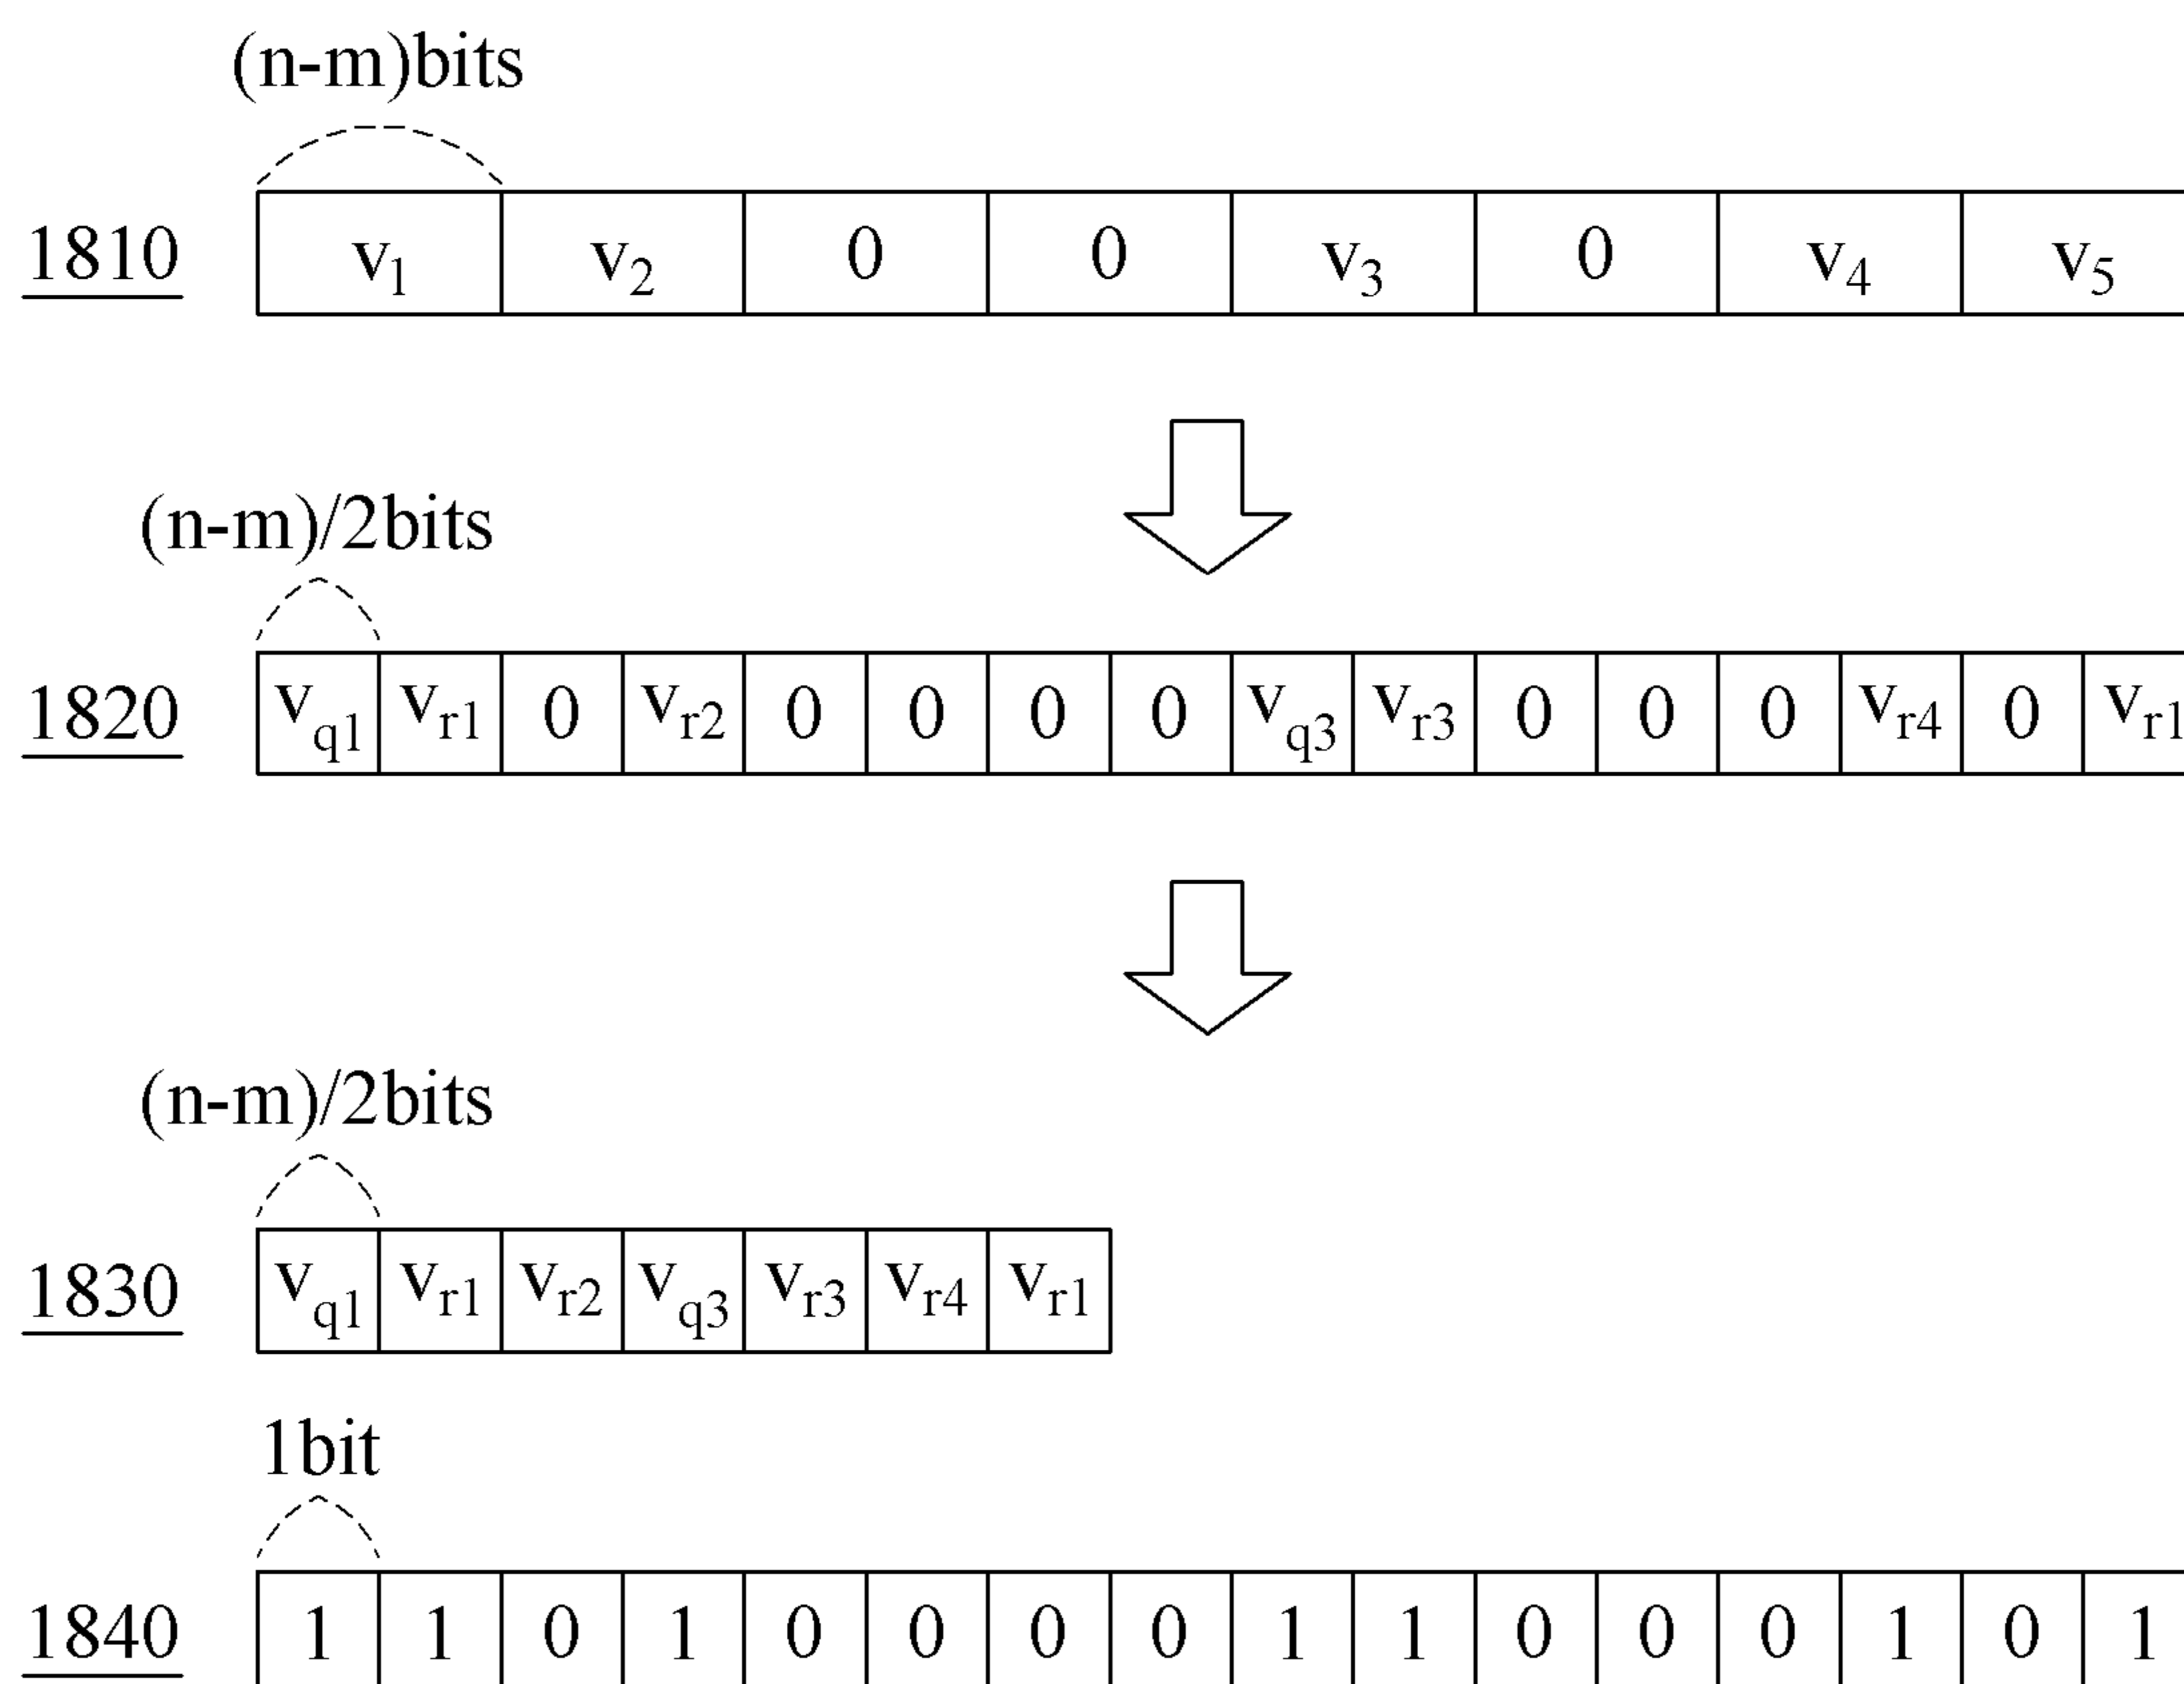 (n-m)bits
1810 v1 v2 0 0 v3 0 v4 v5
(n-m)/2bits
1820 vq1 vr1 0 vr2 0 0 0 0 vq3 vr3 0 0 0 vr4 0 vr1
(n-m)/2bits
1830 vq1 vr1 vr2 vq3 vr3 vr4 vr1
1bit
1840 1 1 0 1 0 0 0 0 1 1 0 0 0 1 0 1